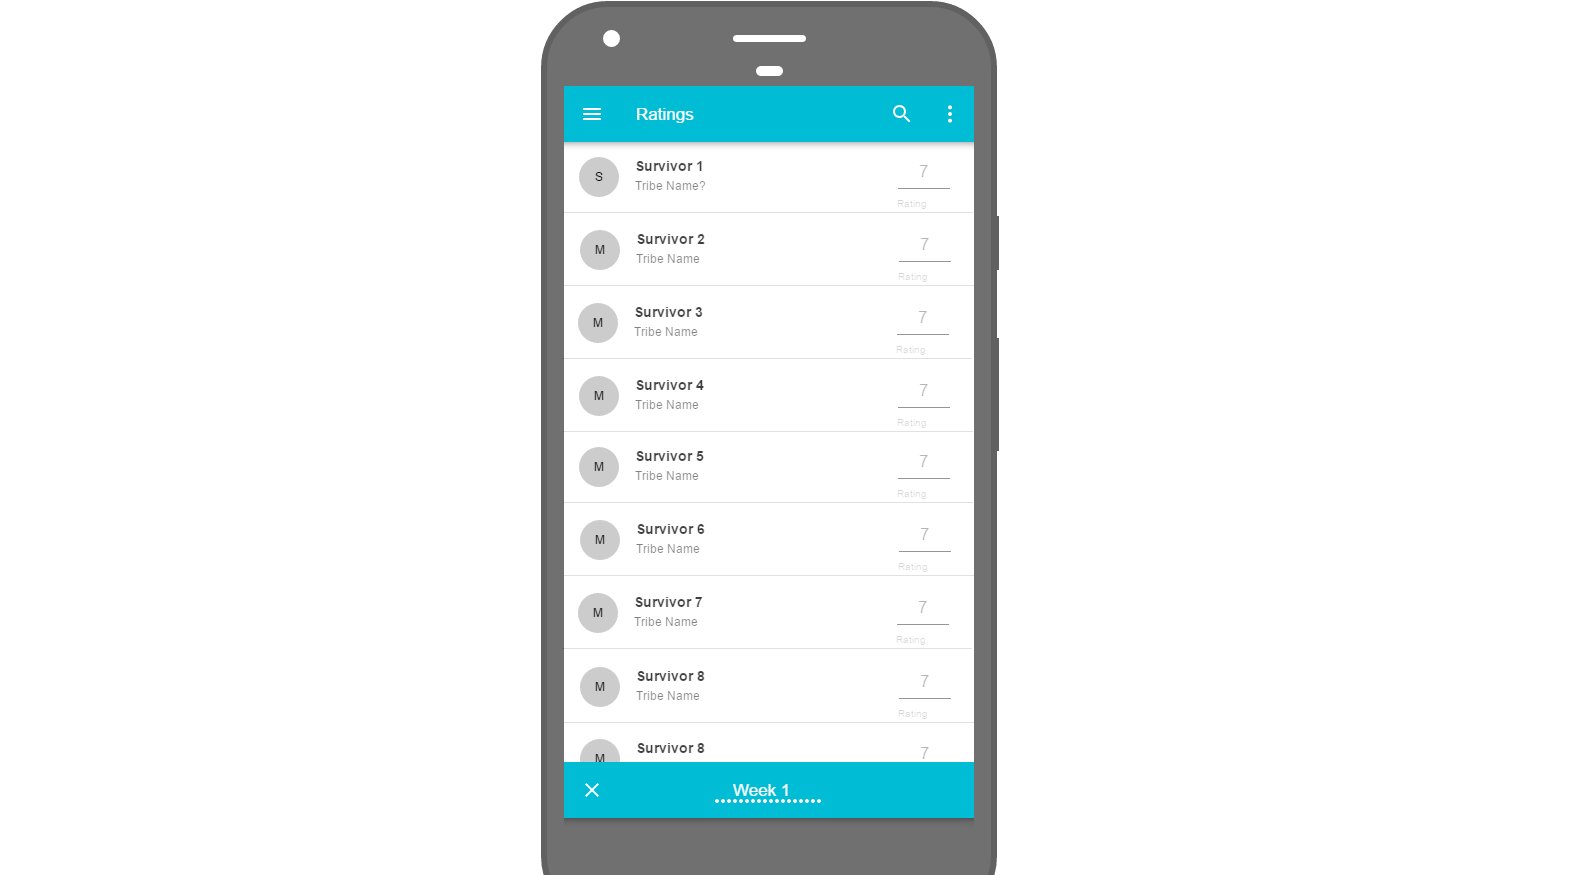 Ratings
S
Survivor 1
Tribe Name?
7
Rating
M
Survivor 2
Tribe Name
7
Rating
M
Survivor 3
Tribe Name
7
Rating
M
Survivor 4
Tribe Name
7
Rating
M
Survivor 5
Tribe Name
7
Rating
M
Survivor 6
Tribe Name
7
Rating
M
Survivor 7
Tribe Name
7
Rating
M
Survivor 8
Tribe Name
7
Rating
M
Survivor 8
7
Week 1